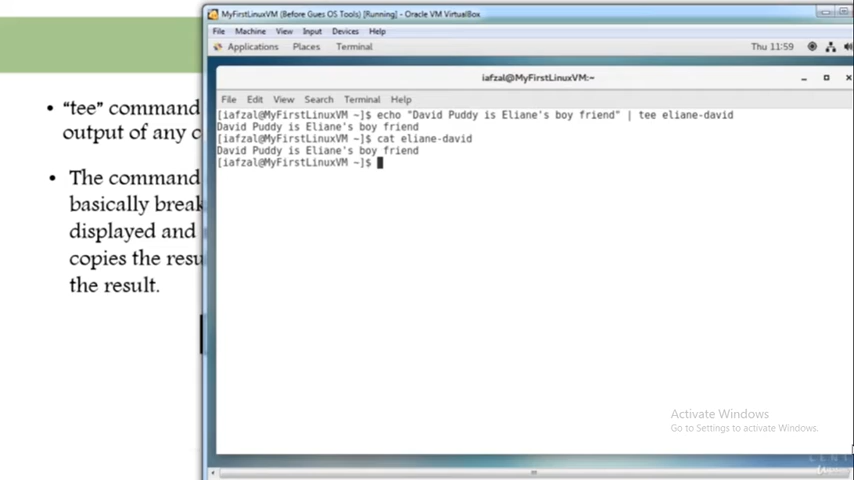 MyFirstLinuxVM (Before Gues OS Tools) [Running] - Oracle VM VirtualBox
File Machine View Input Devices Help
Applications Places Terminal Thu 11:59
iafzal@MyFirstLinuxVM:~
File Edit View Search Terminal Help
[iafzal@MyFirstLinuxVM ~]$ echo "David Puddy is Eliane's boy friend" | tee eliane-david
David Puddy is Eliane's boy friend
[iafzal@MyFirstLinuxVM ~]$ cat eliane-david
David Puddy is Eliane's boy friend
[iafzal@MyFirstLinuxVM ~]$
• "tee" command
output of any c
• The command
basically break
displayed and
copies the resu
the result.
Activate Windows
Go to Settings to activate Windows.